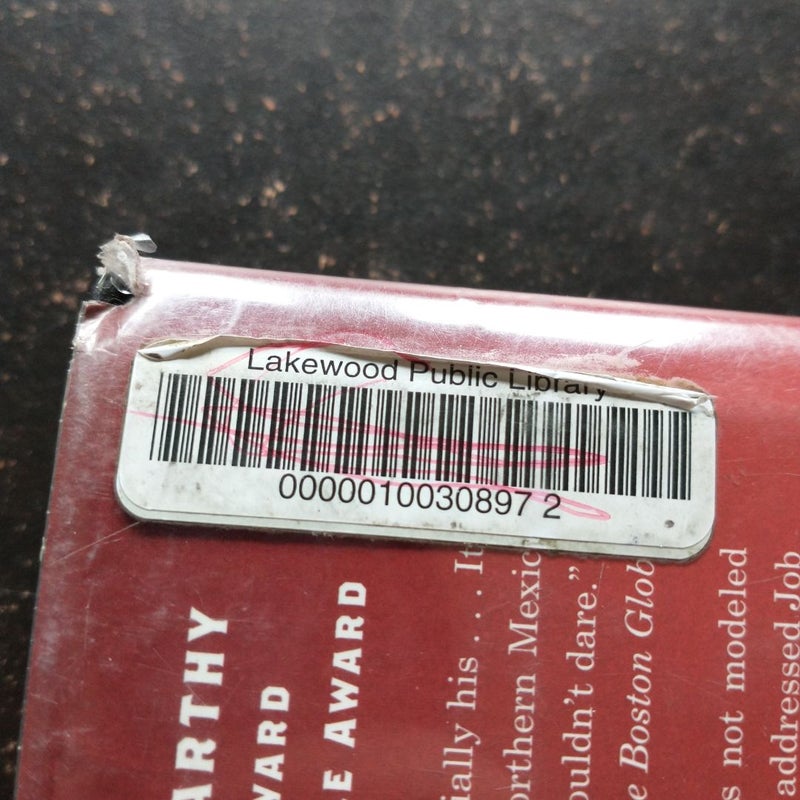 Lakewood Public Library
0000010030897 2
ARTHY
WARD
E AWARD
ially his . . . It
orthern Mexic
ouldn't dare."
e Boston Glob
s not modeled
addressed Job